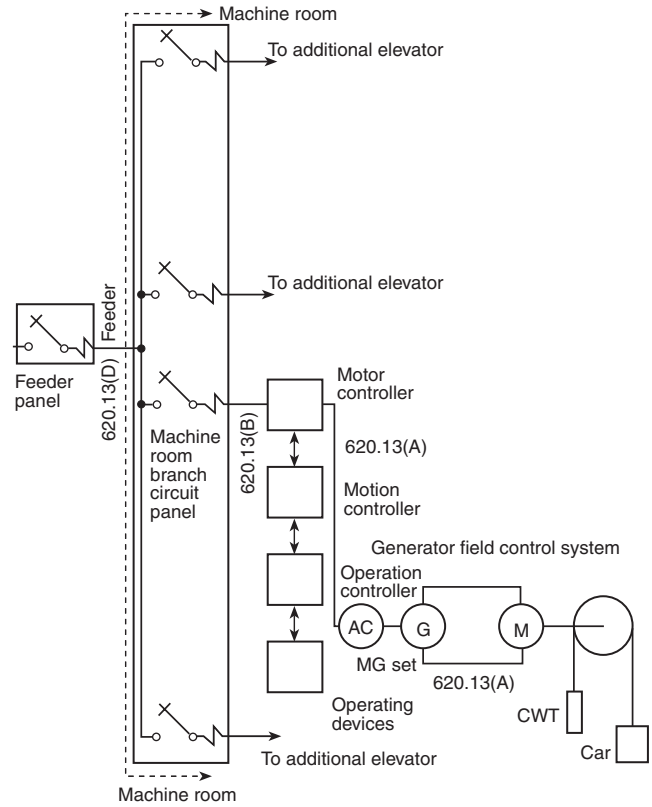 Machine room
To additional elevator
To additional elevator
Feeder
620.13(D)
Feeder
panel
Machine
room
branch
circuit
panel
620.13(B)
Motor
controller
620.13(A)
Motion
controller
Generator field control system
Operation
controller
AC
G
M
MG set
620.13(A)
Operating
devices
CWT
Car
To additional elevator
Machine room